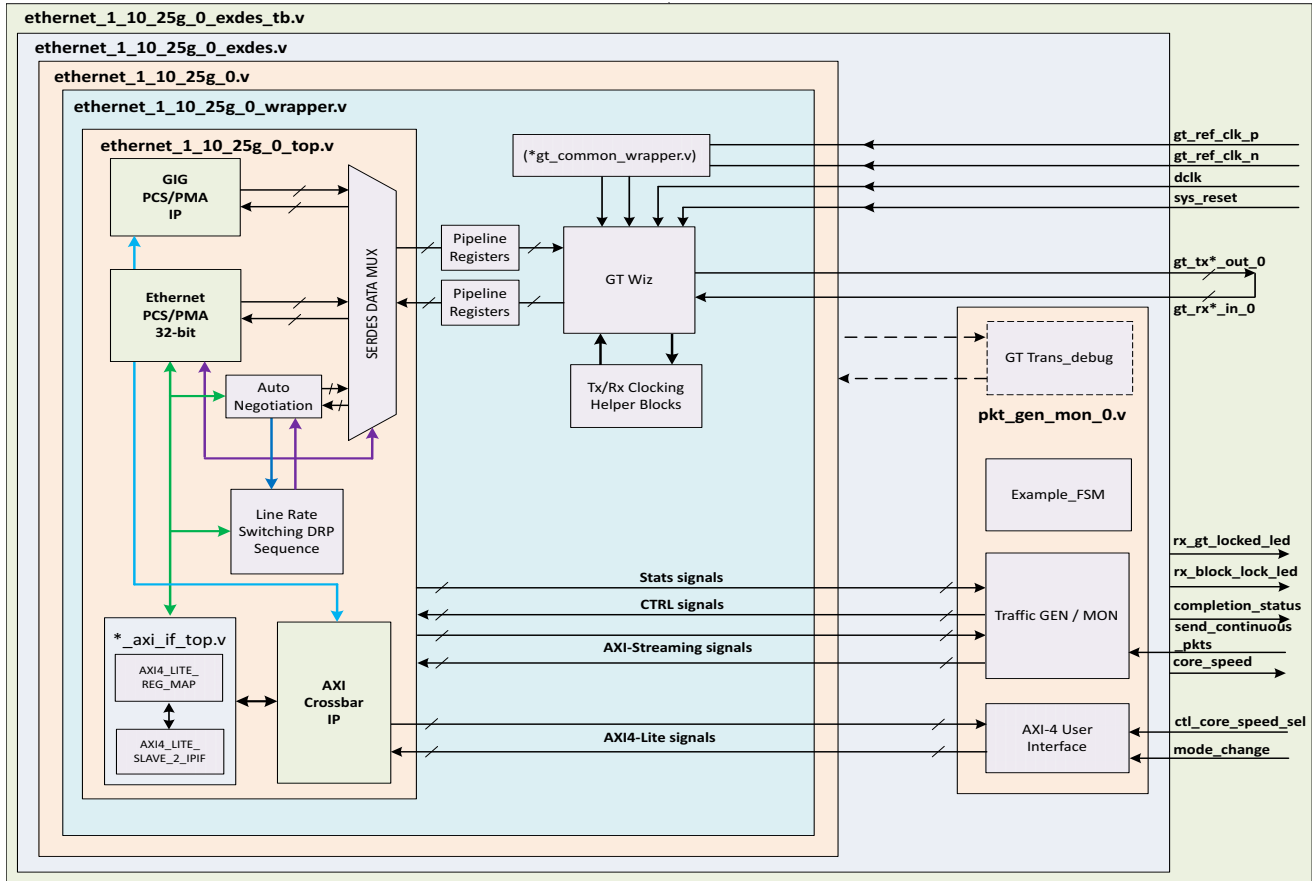 ethernet_1_10_25g_0_exdes_tb.v
ethernet_1_10_25g_0_exdes.v
ethernet_1_10_25g_0.v
ethernet_1_10_25g_0_wrapper.v
ethernet_1_10_25g_0_top.v
GIG
PCS/PMA
IP
Ethernet
PCS/PMA
32-bit
SERDES DATA MUX
Auto
Negotiation
Line Rate
Switching DRP
Sequence
*_axi_if_top.v
AXI4_LITE_
REG_MAP
AXI4_LITE_
SLAVE_2_IPIF
AXI
Crossbar
IP
Pipeline
Registers
Pipeline
Registers
(*gt_common_wrapper.v)
GT Wiz
Tx/Rx Clocking
Helper Blocks
Stats signals
CTRL signals
AXI-Streaming signals
AXI4-Lite signals
GT Trans_debug
pkt_gen_mon_0.v
Example_FSM
Traffic GEN / MON
AXI-4 User
Interface
gt_ref_clk_p
gt_ref_clk_n
dclk
sys_reset
gt_tx*_out_0
gt_rx*_in_0
rx_gt_locked_led
rx_block_lock_led
completion_status
send_continuous
_pkts
core_speed
ctl_core_speed_sel
mode_change